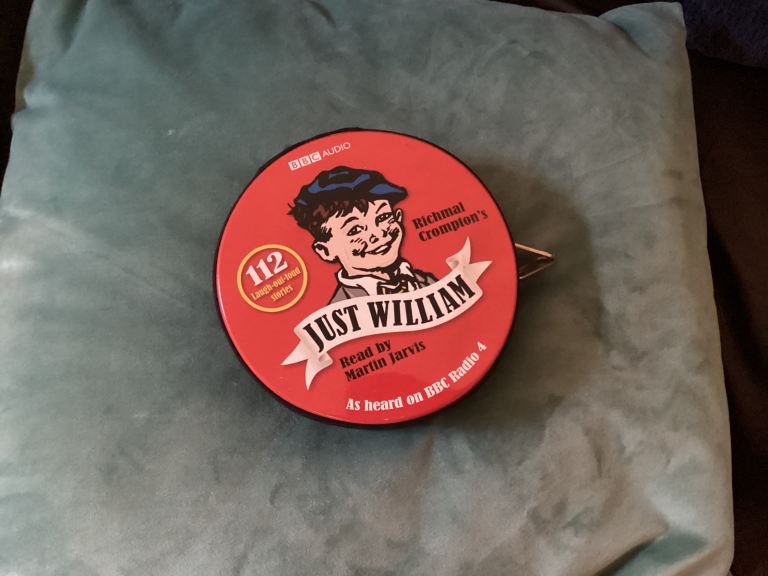 BBC AUDIO
Richmal
Crompton's
112
Laugh-out-loud
stories
JUST WILLIAM
Read by
Martin Jarvis
As heard on BBC Radio 4